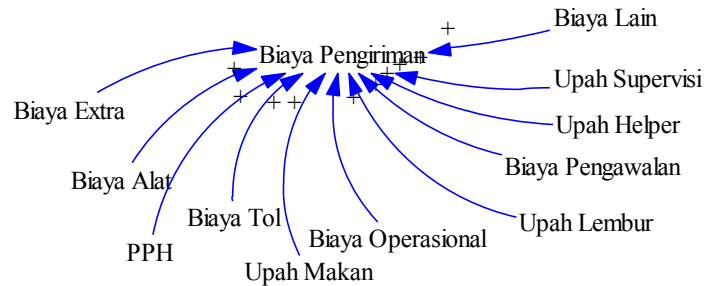 Biaya Lain
Biaya Pengiriman
Upah Supervisi
Biaya Extra
Upah Helper
Biaya Pengawalan
Biaya Alat
Biaya Tol
Upah Lembur
PPH
Biaya Operasional
Upah Makan
+
+
+
+
+
+
+
+
+